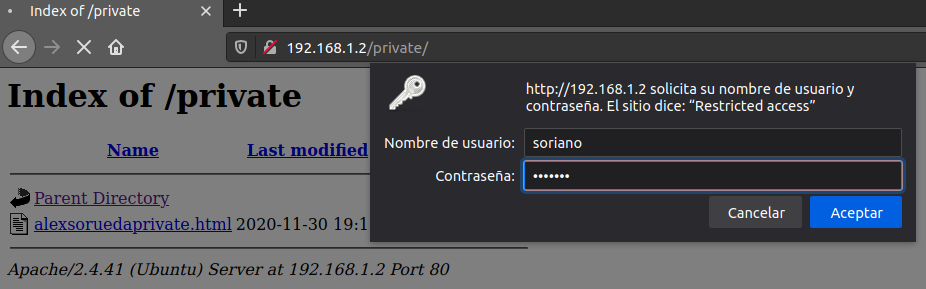 Index of /private
192.168.1.2/private/
Index of /private
Name Last modified
Parent Directory
alexsoruedaprivate.html 2020-11-30 19:1
Apache/2.4.41 (Ubuntu) Server at 192.168.1.2 Port 80
http://192.168.1.2 solicita su nombre de usuario y
contraseña. El sitio dice: “Restricted access”
Nombre de usuario: soriano
Contraseña: •••••••
Cancelar Aceptar